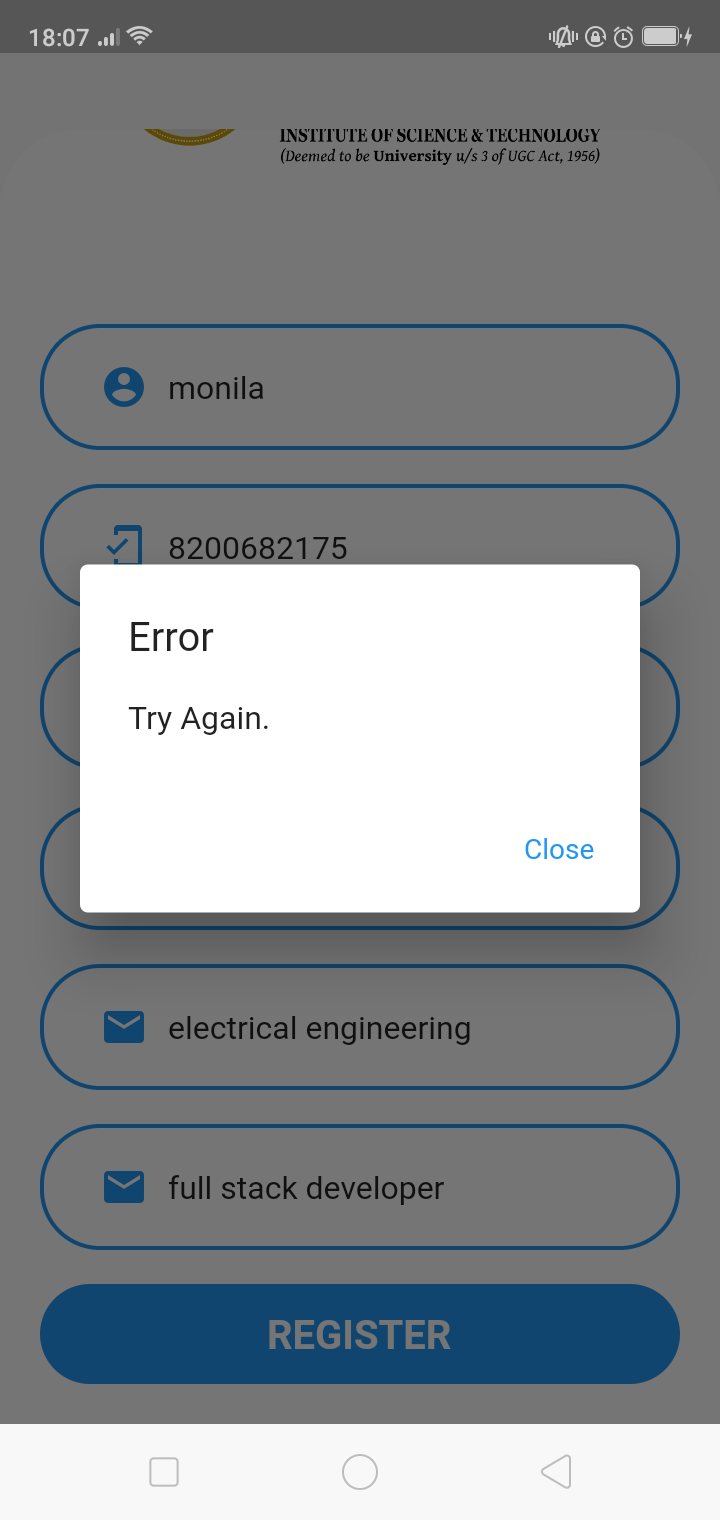 18:07
INSTITUTE OF SCIENCE & TECHNOLOGY
(Deemed to be University u/s 3 of UGC Act, 1956)
monila
8200682175
Error
Try Again.
Close
electrical engineering
full stack developer
REGISTER